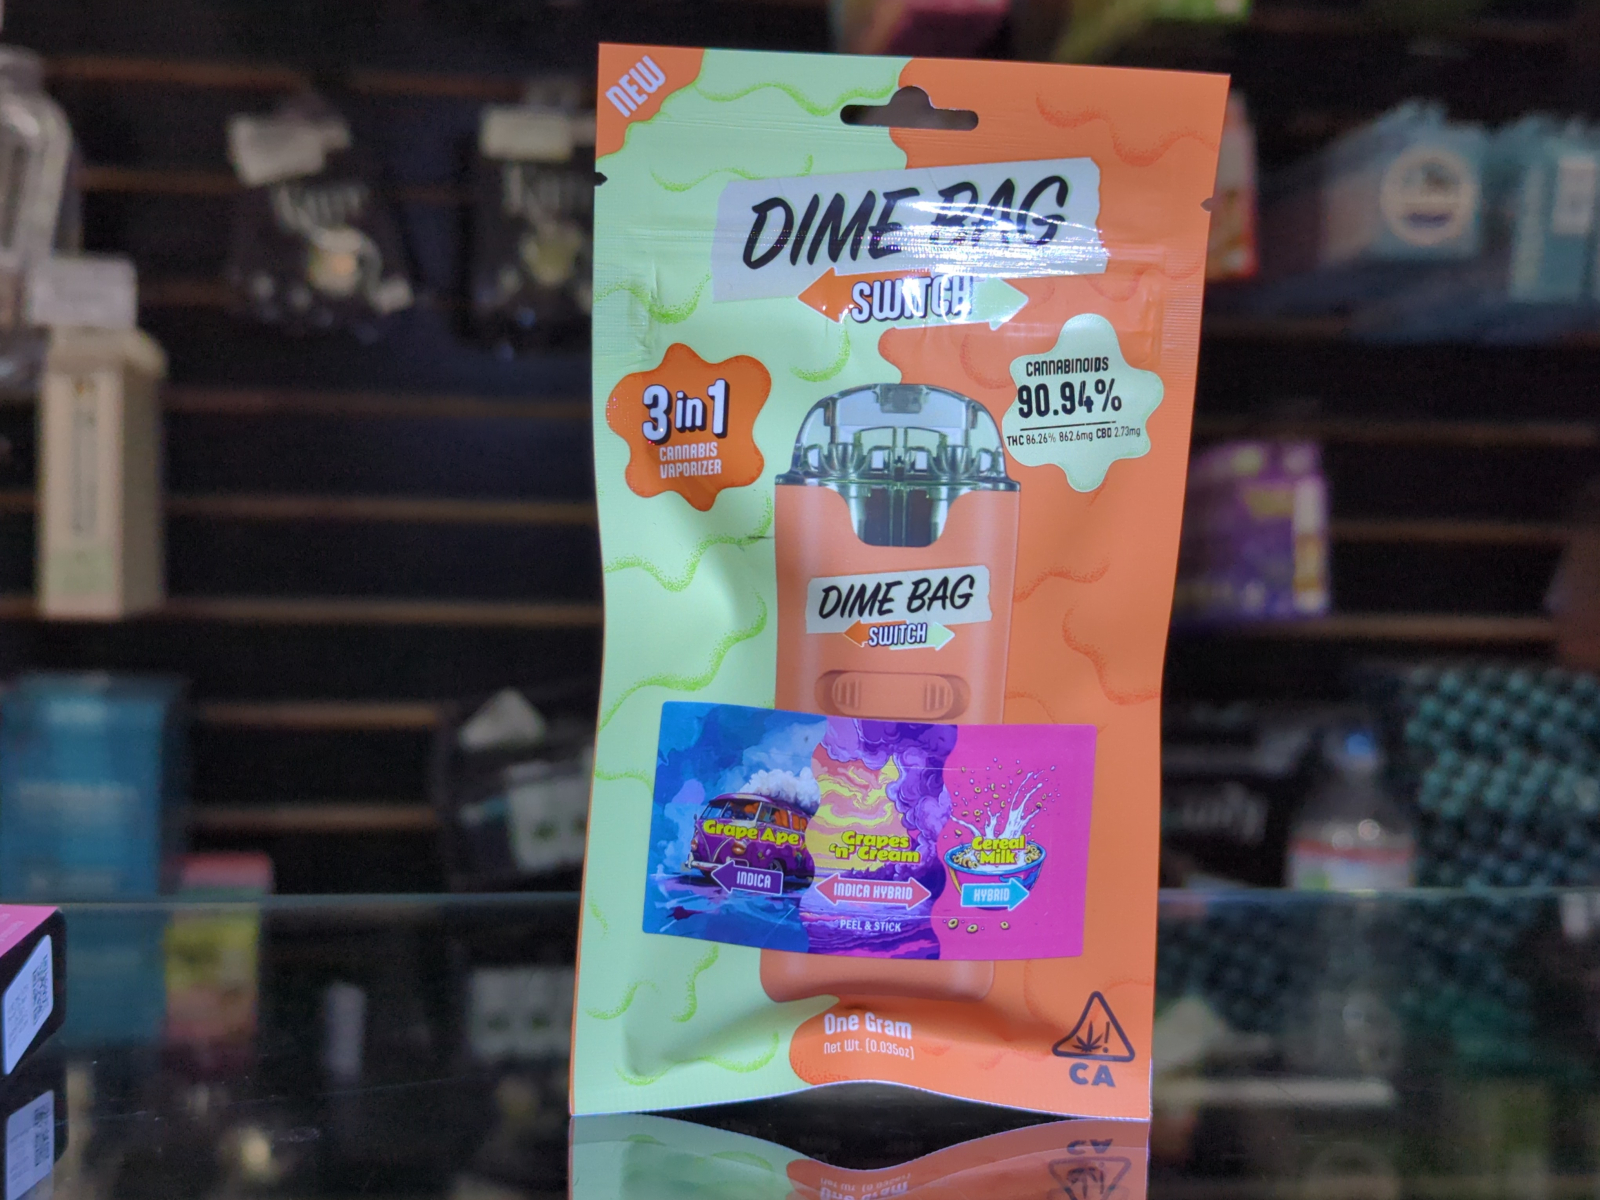 NEW
DIME BAG
SWITCH
3 in 1
CANNABIS
VAPORIZER
CANNABINOIDS
90.94%
THC 86.26% 862.6mg CBD 2.73mg
DIME BAG
SWITCH
Grape Ape
INDICA
Grapes
'n' Cream
INDICA HYBRID
PEEL & STICK
Cereal
Milk
HYBRID
One Gram
Net Wt. (0.035oz)
CA